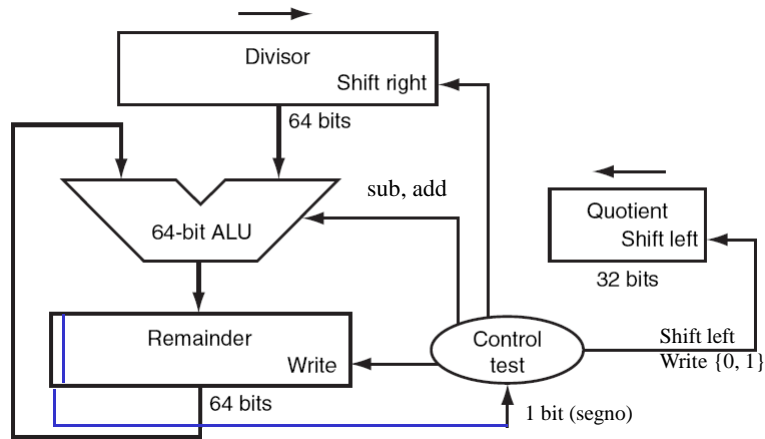 Divisor
Shift right
64 bits
sub, add
64-bit ALU
Quotient
Shift left
32 bits
Remainder
Write
Control
test
Shift left
Write {0, 1}
64 bits
1 bit (segno)